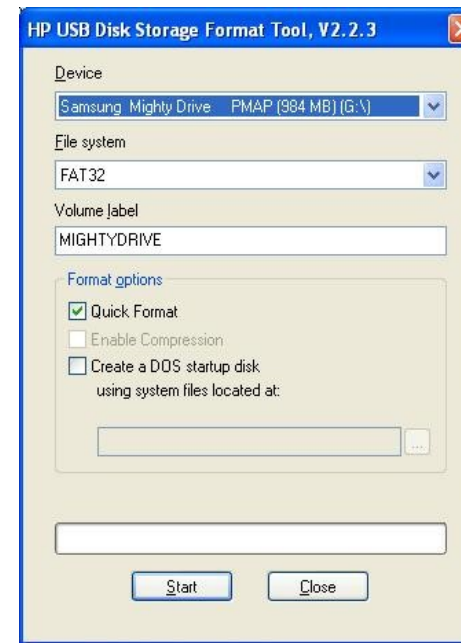 HP USB Disk Storage Format Tool, V2.2.3
Device
Samsung Mighty Drive PMAP (984 MB) (G:\)
File system
FAT32
Volume label
MIGHTYDRIVE
Format options
Quick Format
Enable Compression
Create a DOS startup disk
using system files located at:
...
Start
Close